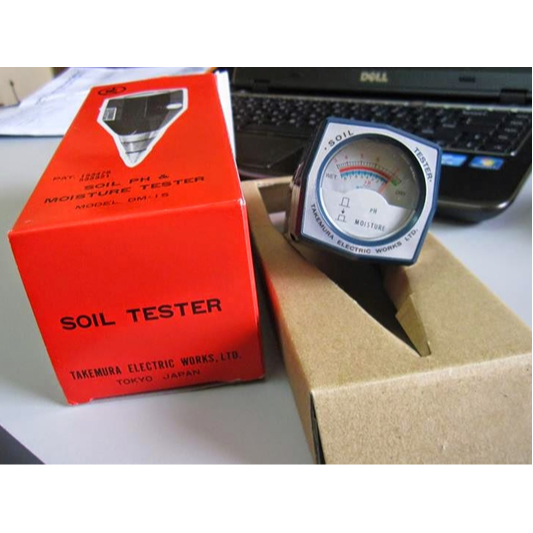 SOIL PH &
MOISTURE TESTER
MODEL DM-15
SOIL TESTER
TAKEMURA ELECTRIC WORKS, LTD.
TOKYO JAPAN
DELL
SOIL
TESTER
PH
MOISTURE
TAKEMURA ELECTRIC WORKS LTD.